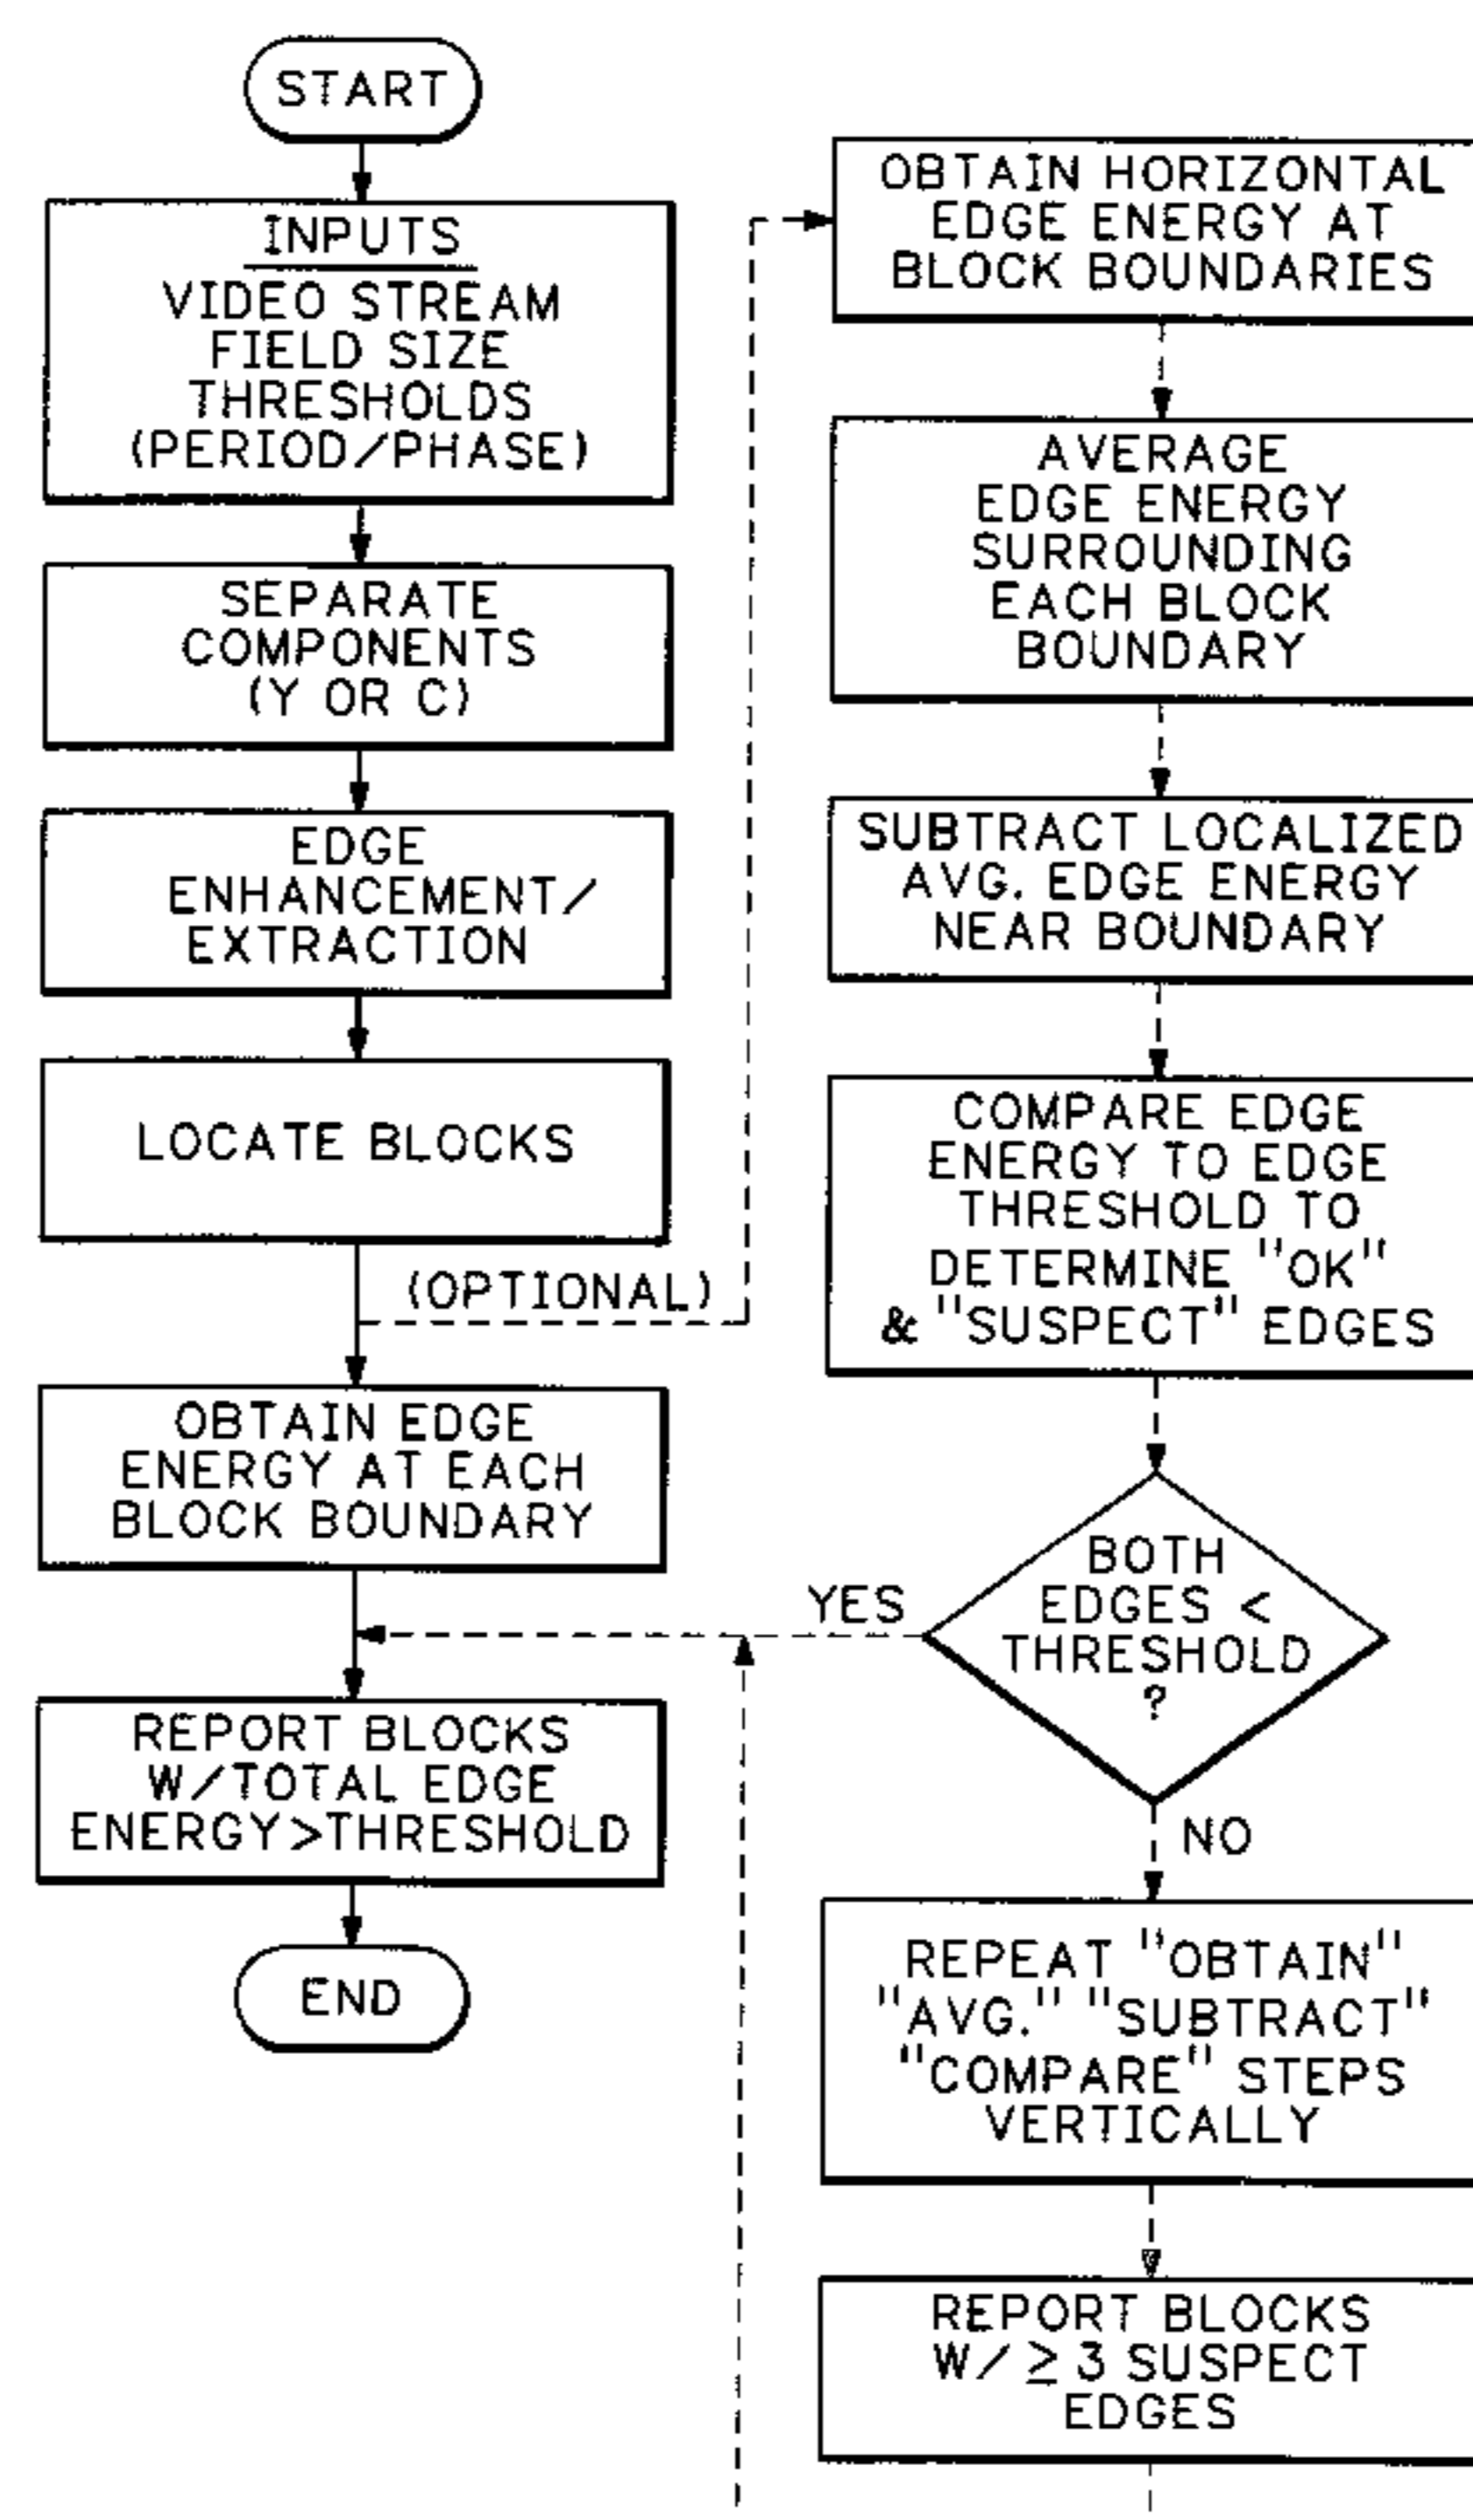 START
INPUTS
VIDEO STREAM
FIELD SIZE
THRESHOLDS
(PERIOD/PHASE)
SEPARATE
COMPONENTS
(Y OR C)
EDGE
ENHANCEMENT/
EXTRACTION
LOCATE BLOCKS
(OPTIONAL)
OBTAIN EDGE
ENERGY AT EACH
BLOCK BOUNDARY
REPORT BLOCKS
W/TOTAL EDGE
ENERGY>THRESHOLD
END
OBTAIN HORIZONTAL
EDGE ENERGY AT
BLOCK BOUNDARIES
AVERAGE
EDGE ENERGY
SURROUNDING
EACH BLOCK
BOUNDARY
SUBTRACT LOCALIZED
AVG. EDGE ENERGY
NEAR BOUNDARY
COMPARE EDGE
ENERGY TO EDGE
THRESHOLD TO
DETERMINE "OK"
& "SUSPECT" EDGES
BOTH
EDGES <
THRESHOLD
?
YES
NO
REPEAT "OBTAIN"
"AVG." "SUBTRACT"
"COMPARE" STEPS
VERTICALLY
REPORT BLOCKS
W/≥3 SUSPECT
EDGES